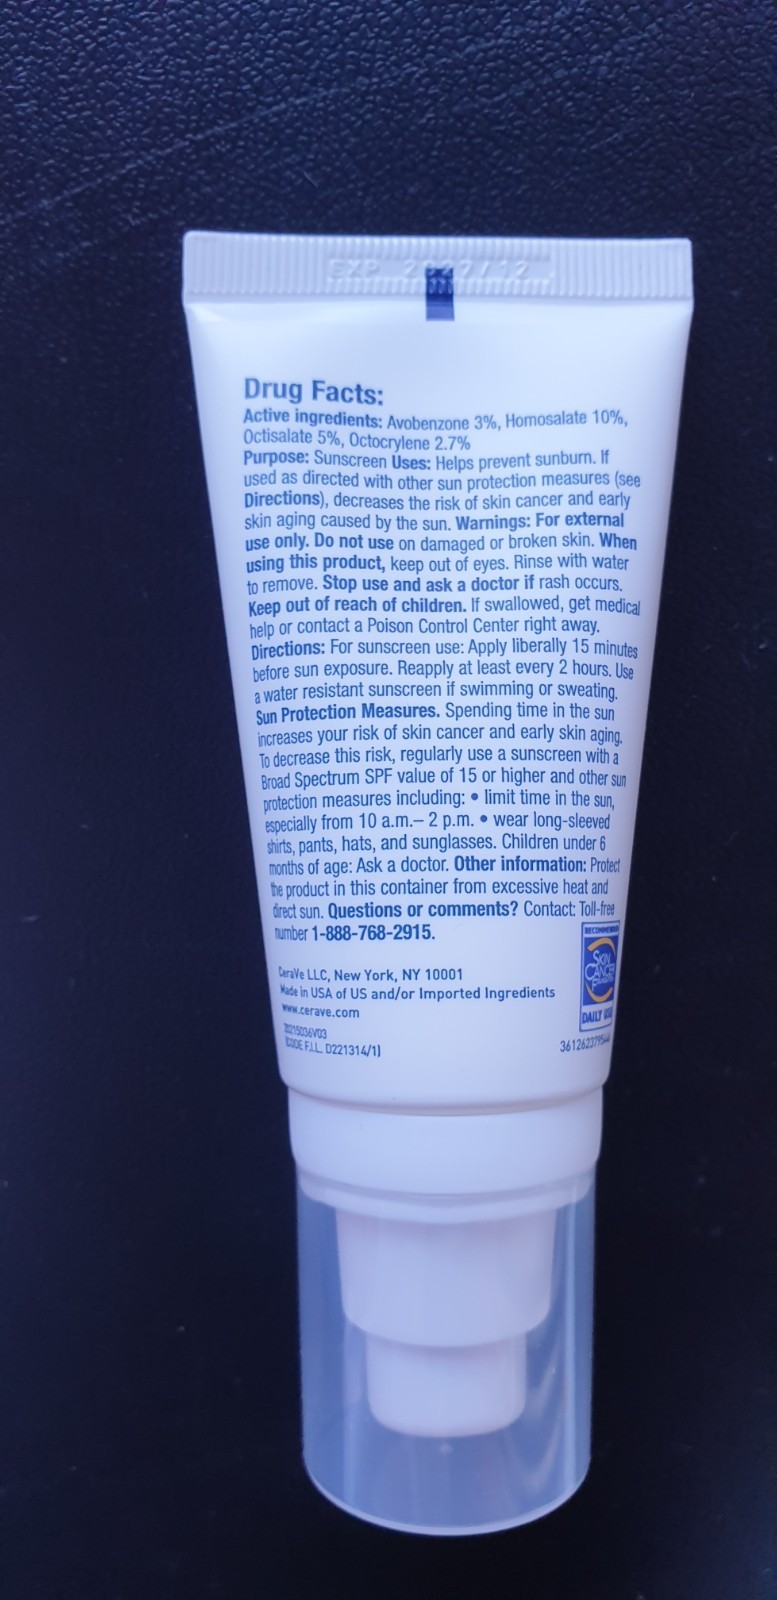 EXP 2027/12
Drug Facts:
Active ingredients: Avobenzone 3%, Homosalate 10%,
Octisalate 5%, Octocrylene 2.7%
Purpose: Sunscreen Uses: Helps prevent sunburn. If
used as directed with other sun protection measures (see
Directions), decreases the risk of skin cancer and early
skin aging caused by the sun. Warnings: For external
use only. Do not use on damaged or broken skin. When
using this product, keep out of eyes. Rinse with water
to remove. Stop use and ask a doctor if rash occurs.
Keep out of reach of children. If swallowed, get medical
help or contact a Poison Control Center right away.
Directions: For sunscreen use: Apply liberally 15 minutes
before sun exposure. Reapply at least every 2 hours. Use
a water resistant sunscreen if swimming or sweating.
Sun Protection Measures. Spending time in the sun
increases your risk of skin cancer and early skin aging.
To decrease this risk, regularly use a sunscreen with a
Broad Spectrum SPF value of 15 or higher and other sun
protection measures including: • limit time in the sun,
especially from 10 a.m.– 2 p.m. • wear long-sleeved
shirts, pants, hats, and sunglasses. Children under 6
months of age: Ask a doctor. Other information: Protect
the product in this container from excessive heat and
direct sun. Questions or comments? Contact: Toll-free
number 1-888-768-2915.
RECOMMENDED
SKIN
CANCER
DAILY USE
CeraVe LLC, New York, NY 10001
Made in USA of US and/or Imported Ingredients
www.cerave.com
(CODE F.I.L. D221314/1)